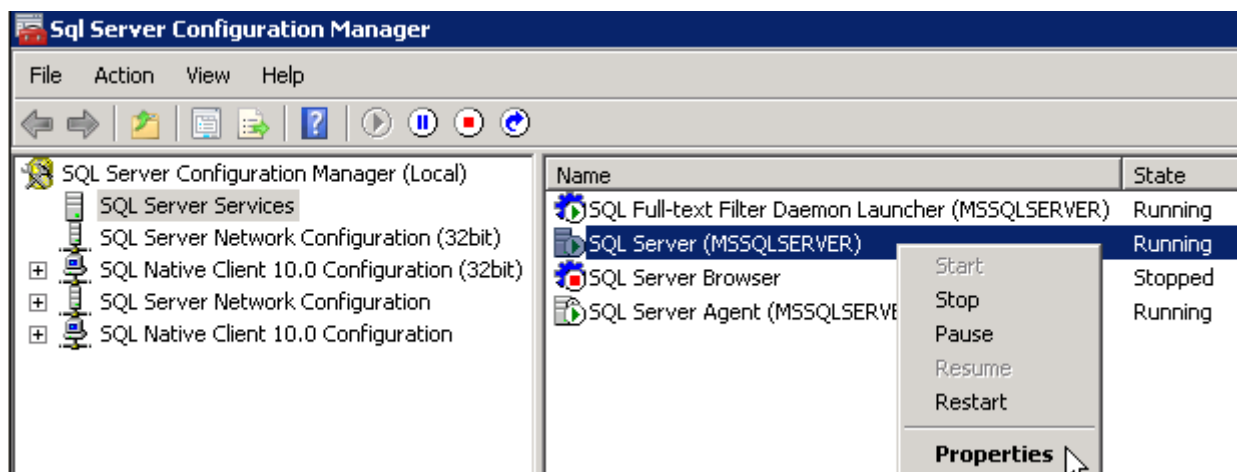 Sql Server Configuration Manager
File Action View Help
SQL Server Configuration Manager (Local)
SQL Server Services
SQL Server Network Configuration (32bit)
SQL Native Client 10.0 Configuration (32bit)
SQL Server Network Configuration
SQL Native Client 10.0 Configuration
Name State
SQL Full-text Filter Daemon Launcher (MSSQLSERVER) Running
SQL Server (MSSQLSERVER) Running
SQL Server Browser Stopped
SQL Server Agent (MSSQLSERVE Running
Start
Stop
Pause
Resume
Restart
Properties